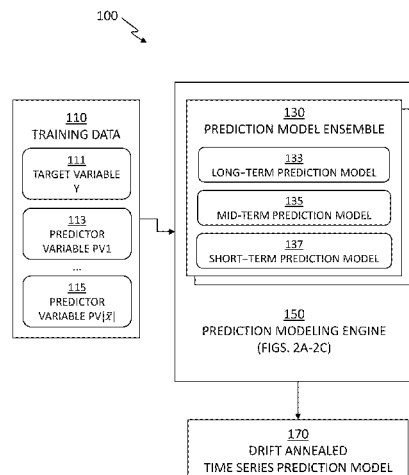 100
110
TRAINING DATA
111
TARGET VARIABLE
Y
113
PREDICTOR
VARIABLE PV1
...
115
PREDICTOR
VARIABLE PV|x̄|
130
PREDICTION MODEL ENSEMBLE
133
LONG-TERM PREDICTION MODEL
135
MID-TERM PREDICTION MODEL
137
SHORT-TERM PREDICTION MODEL
150
PREDICTION MODELING ENGINE
(FIGS. 2A-2C)
170
DRIFT ANNEALED
TIME SERIES PREDICTION MODEL